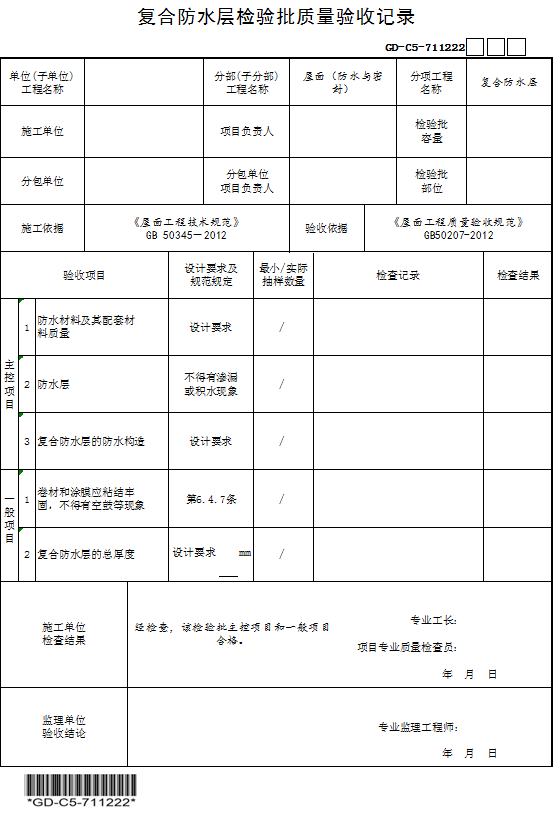 复合防水层检验批质量验收记录
GD-C5-711222
单位(子单位)
工程名称
分部(子分部)
工程名称
屋面（防水与密
封）
分项工程
名称
复合防水层
施工单位
项目负责人
检验批
容量
分包单位
分包单位
项目负责人
检验批
部位
施工依据
《屋面工程技术规范》
GB 50345－2012
验收依据
《屋面工程质量验收规范》
GB50207-2012
验收项目
设计要求及
规范规定
最小/实际
抽样数量
检查记录
检查结果
主
控
项
目
1
防水材料及其配套材
料质量
设计要求
/
2
防水层
不得有渗漏
或积水现象
/
3
复合防水层的防水构造
设计要求
/
一
般
项
目
1
卷材和涂膜应粘结牢
固，不得有空鼓等现象
第6.4.7条
/
2
复合防水层的总厚度
设计要求 mm
/
施工单位
检查结果
经检查，该检验批主控项目和一般项目
合格。
专业工长：
项目专业质量检查员：
年 月 日
监理单位
验收结论
专业监理工程师：
年 月 日
*GD-C5-711222*